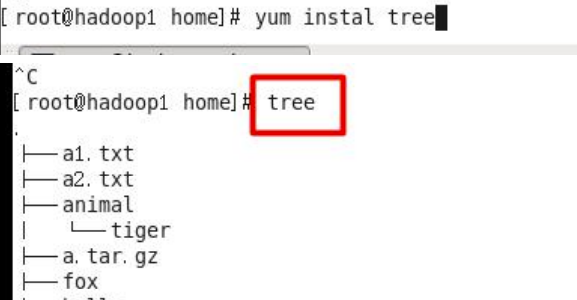 [ root@hadoop1 home]# yum instal tree
^C
[ root@hadoop1 home]# tree
.
├── a1. txt
├── a2. txt
├── animal
│   └── tiger
├── a. tar. gz
├── fox